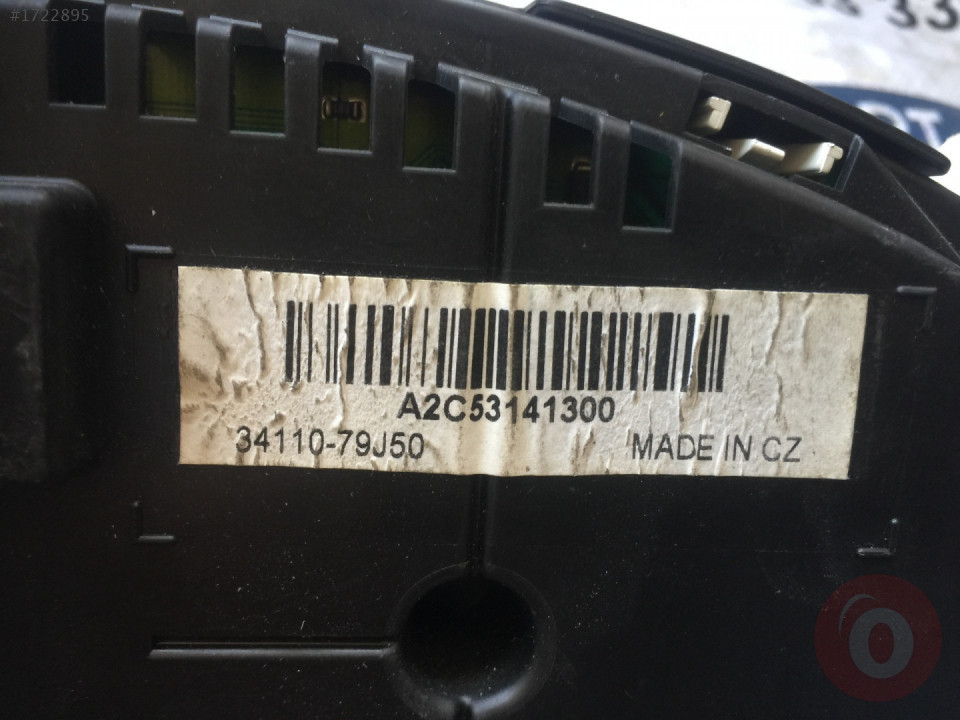 #1722895
A2C53141300
34110-79J50 MADE IN CZ
O